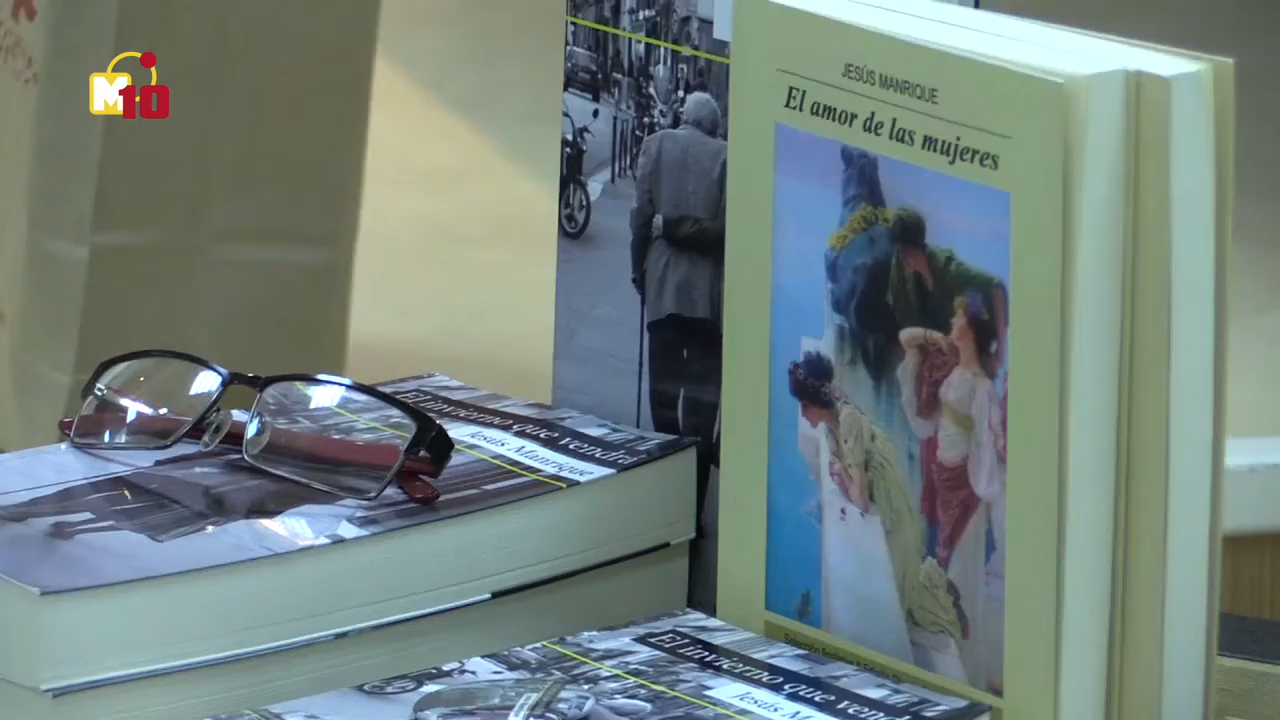 M10
JESÚS MANRIQUE
El amor de las mujeres
El invierno que vendrá
Jesús Manrique
Selección
El invierno que vend
Jesús M